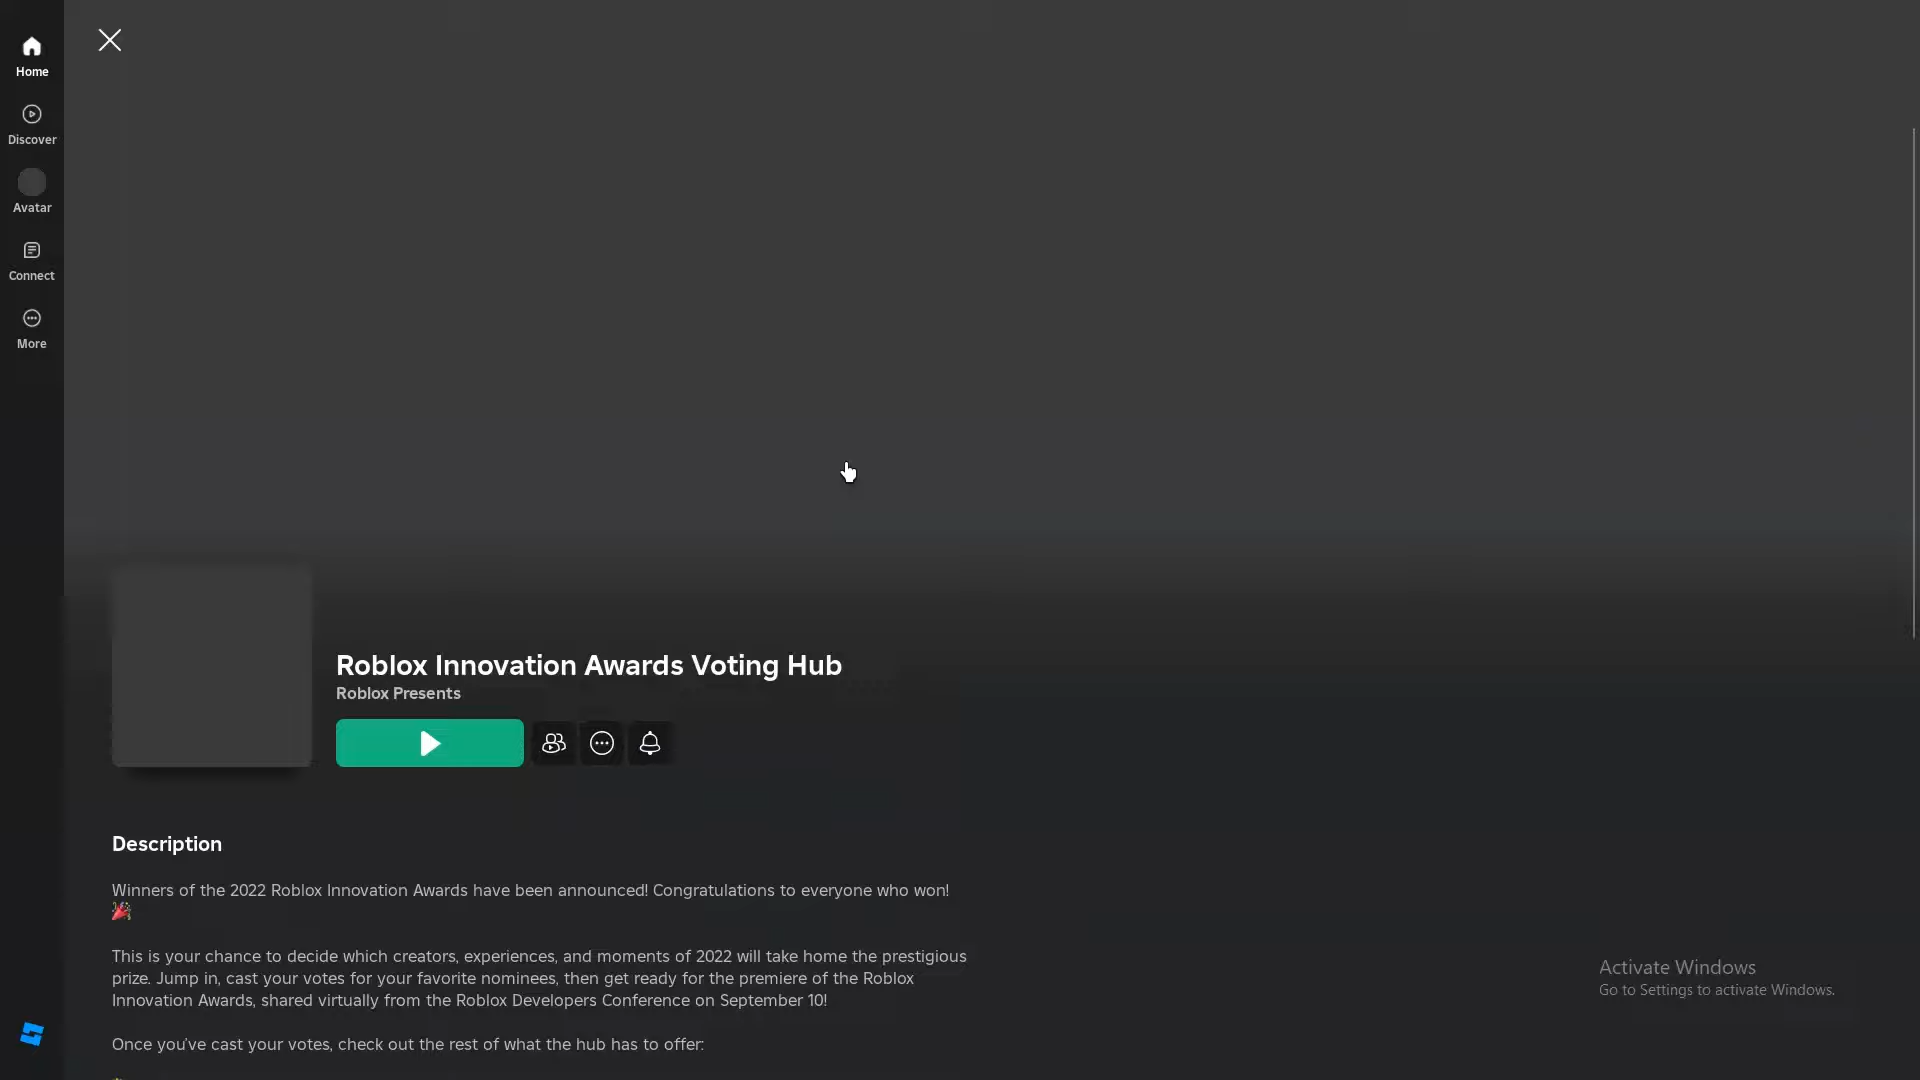 Home
Discover
Avatar
Connect
More
Roblox Innovation Awards Voting Hub
Roblox Presents
Description
Winners of the 2022 Roblox Innovation Awards have been announced! Congratulations to everyone who won!
🎉
This is your chance to decide which creators, experiences, and moments of 2022 will take home the prestigious
prize. Jump in, cast your votes for your favorite nominees, then get ready for the premiere of the Roblox
Innovation Awards, shared virtually from the Roblox Developers Conference on September 10!
Once you've cast your votes, check out the rest of what the hub has to offer:
Activate Windows
Go to Settings to activate Windows.